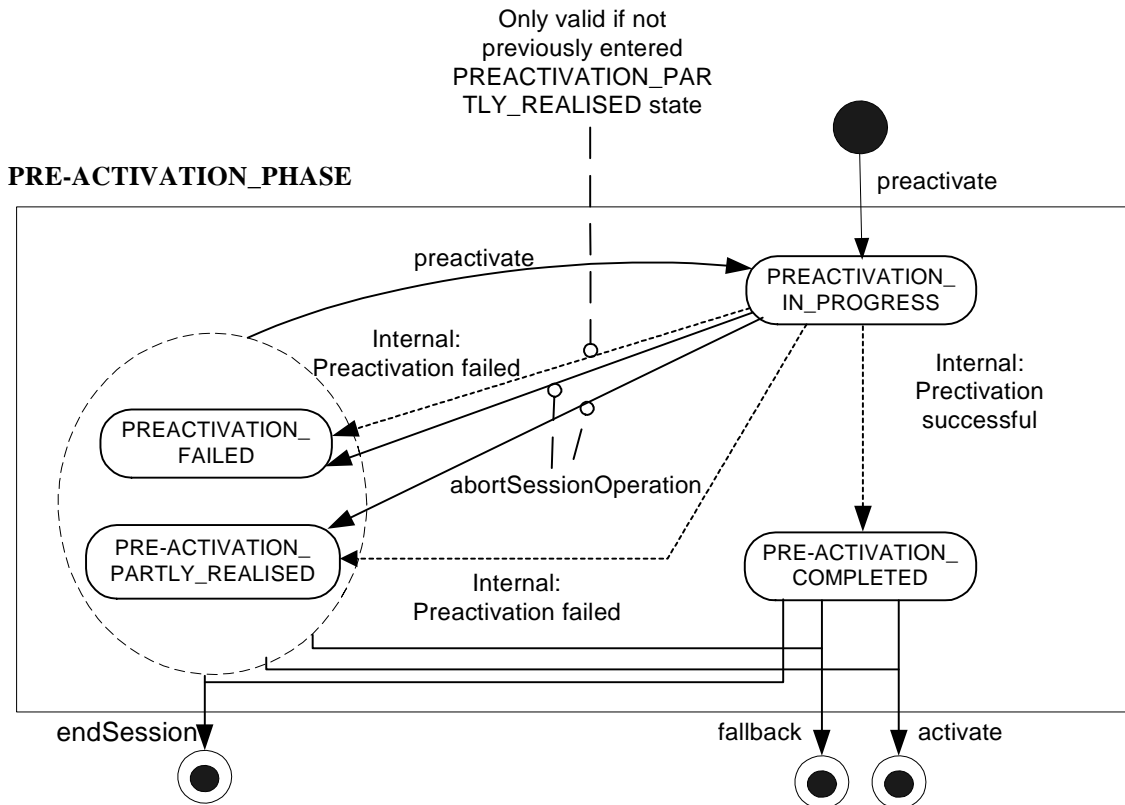 Only valid if not
previously entered
PREACTIVATION_PAR
TLY_REALISED state
PRE-ACTIVATION_PHASE
preactivate
preactivate
PREACTIVATION_
IN_PROGRESS
Internal:
Preactivation failed
Internal:
Prectivation
successful
PREACTIVATION_
FAILED
abortSessionOperation
PRE-ACTIVATION_
PARTLY_REALISED
PRE-ACTIVATION_
COMPLETED
Internal:
Preactivation failed
endSession
fallback
activate